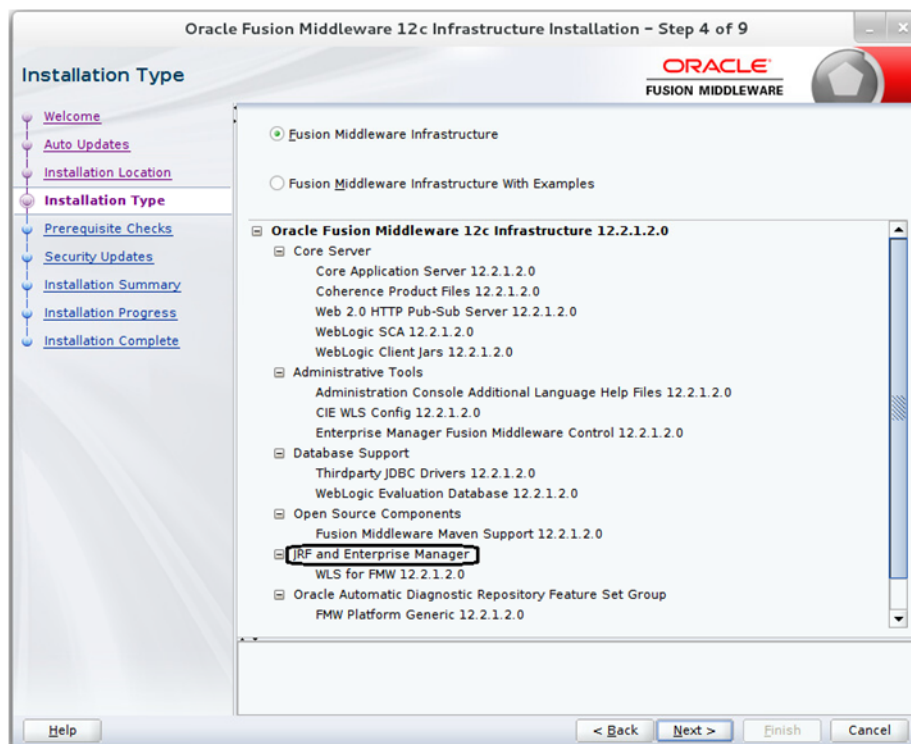 Oracle Fusion Middleware 12c Infrastructure Installation – Step 4 of 9
Installation Type
ORACLE
FUSION MIDDLEWARE
Welcome
Auto Updates
Installation Location
Installation Type
Prerequisite Checks
Security Updates
Installation Summary
Installation Progress
Installation Complete
Fusion Middleware Infrastructure
Fusion Middleware Infrastructure With Examples
Oracle Fusion Middleware 12c Infrastructure 12.2.1.2.0
Core Server
Core Application Server 12.2.1.2.0
Coherence Product Files 12.2.1.2.0
Web 2.0 HTTP Pub-Sub Server 12.2.1.2.0
WebLogic SCA 12.2.1.2.0
WebLogic Client Jars 12.2.1.2.0
Administrative Tools
Administration Console Additional Language Help Files 12.2.1.2.0
CIE WLS Config 12.2.1.2.0
Enterprise Manager Fusion Middleware Control 12.2.1.2.0
Database Support
Thirdparty JDBC Drivers 12.2.1.2.0
WebLogic Evaluation Database 12.2.1.2.0
Open Source Components
Fusion Middleware Maven Support 12.2.1.2.0
JRF and Enterprise Manager
WLS for FMW 12.2.1.2.0
Oracle Automatic Diagnostic Repository Feature Set Group
FMW Platform Generic 12.2.1.2.0
Help
< Back
Next >
Finish
Cancel